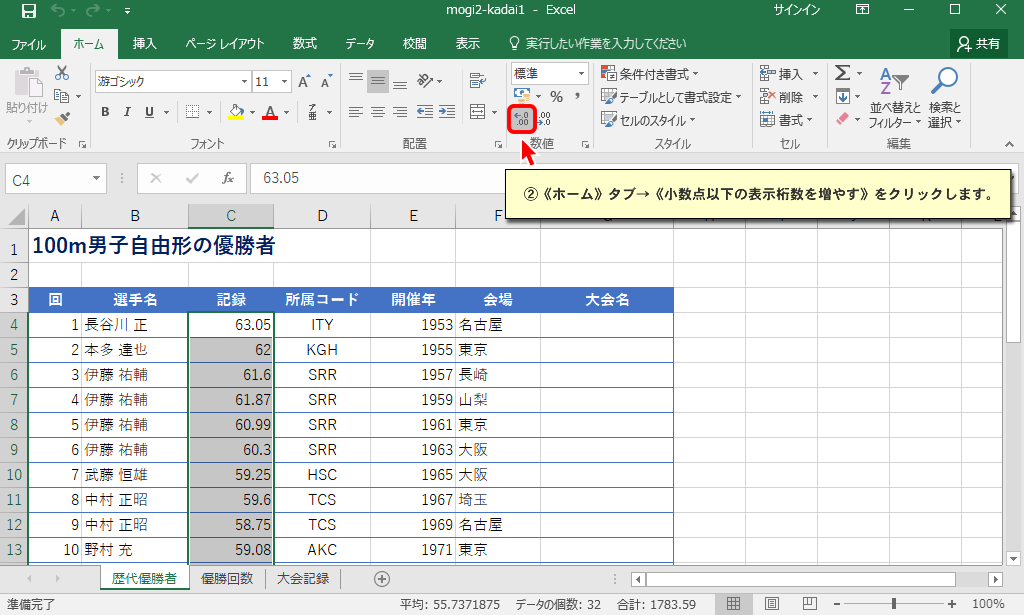 mogi2-kadai1 - Excel
サインイン
ファイル ホーム 挿入 ページ レイアウト 数式 データ 校閲 表示 実行したい作業を入力してください 共有
貼り付け
游ゴシック 11
B I U
標準
% ,
条件付き書式
テーブルとして書式設定
セルのスタイル
挿入
削除
書式
並べ替えと
フィルター
検索と
選択
クリップボード フォント 配置 数値 スタイル セル 編集
C4 fx 63.05
②《ホーム》タブ→《小数点以下の表示桁数を増やす》をクリックします。
A B C D E F
1 100m男子自由形の優勝者
2
3 回 選手名 記録 所属コード 開催年 会場 大会名
4 1 長谷川 正 63.05 ITY 1953 名古屋
5 2 本多 達也 62 KGH 1955 東京
6 3 伊藤 祐輔 61.6 SRR 1957 長崎
7 4 伊藤 祐輔 61.87 SRR 1959 山梨
8 5 伊藤 祐輔 60.99 SRR 1961 東京
9 6 伊藤 祐輔 60.3 SRR 1963 大阪
10 7 武藤 恒雄 59.25 HSC 1965 大阪
11 8 中村 正昭 59.6 TCS 1967 埼玉
12 9 中村 正昭 58.75 TCS 1969 名古屋
13 10 野村 充 59.08 AKC 1971 東京
歴代優勝者 優勝回数 大会記録
準備完了 平均: 55.7371875 データの個数: 32 合計: 1783.59 100%